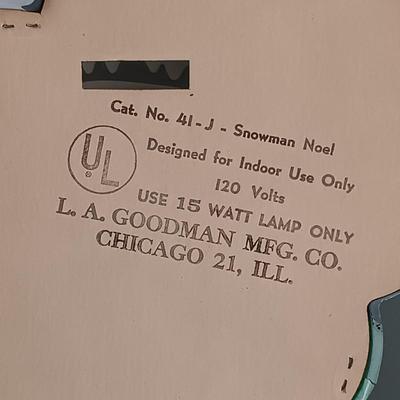 Cat. No. 41-J - Snowman Noel
UL
®
Designed for Indoor Use Only
120 Volts
USE 15 WATT LAMP ONLY
L. A. GOODMAN MFG. CO.
CHICAGO 21, ILL.